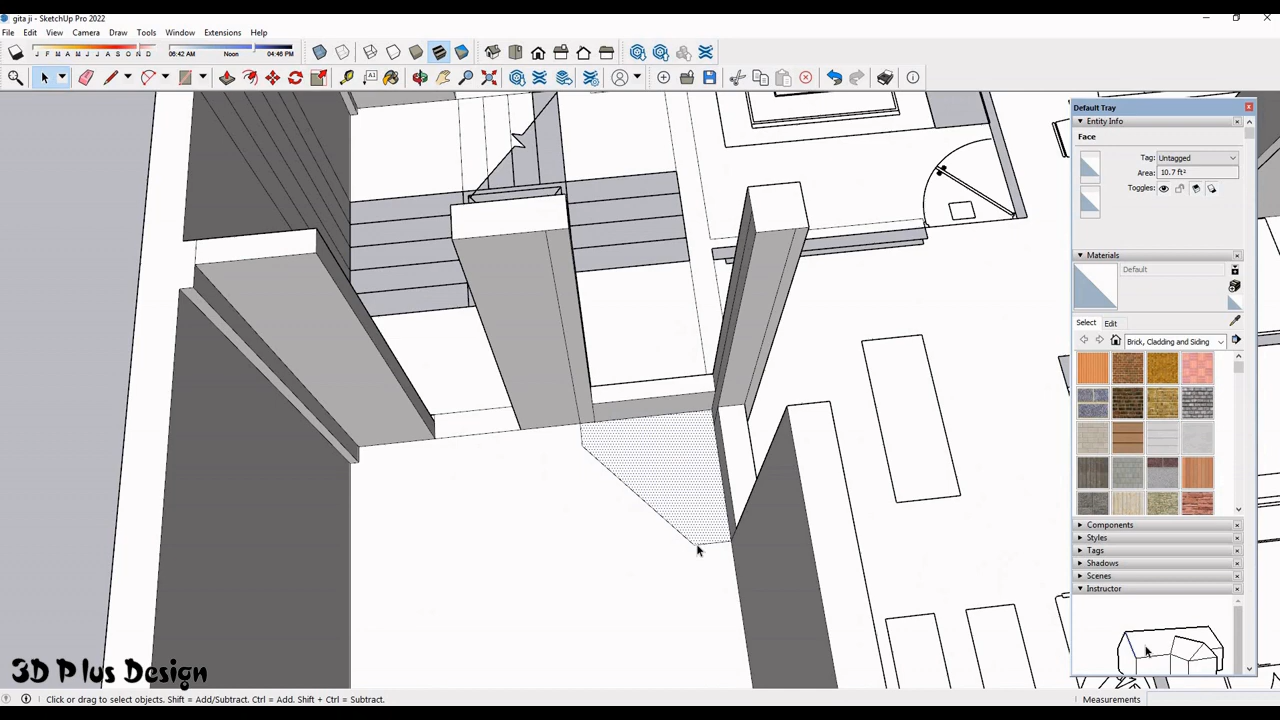 gita ji - SketchUp Pro 2022
File Edit View Camera Draw Tools Window Extensions Help
J F M A M J J A S O N D 06:42 AM Noon 04:46 PM
Default Tray
Entity Info
Face
Tag: Untagged
Area: 10.7 ft²
Toggles:
Materials
Default
Select Edit
Brick, Cladding and Siding
Components
Styles
Tags
Shadows
Scenes
Instructor
3D Plus Design
Click or drag to select objects. Shift = Add/Subtract. Ctrl = Add. Shift + Ctrl = Subtract. Measurements